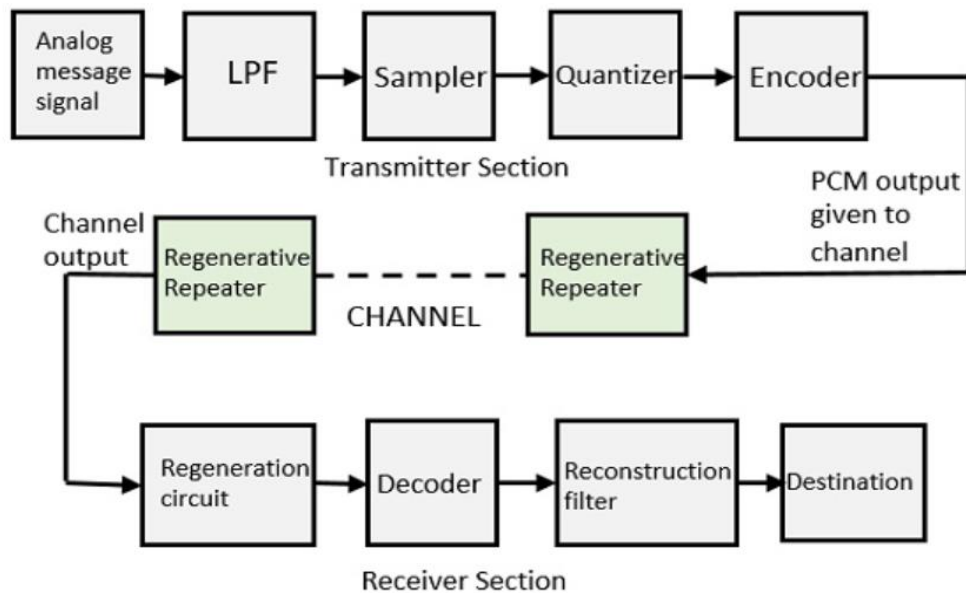 Analog
message
signal
LPF
Sampler
Quantizer
Encoder
Transmitter Section
PCM output
given to
channel
Channel
output
Regenerative
Repeater
CHANNEL
Regenerative
Repeater
Regeneration
circuit
Decoder
Reconstruction
filter
Destination
Receiver Section